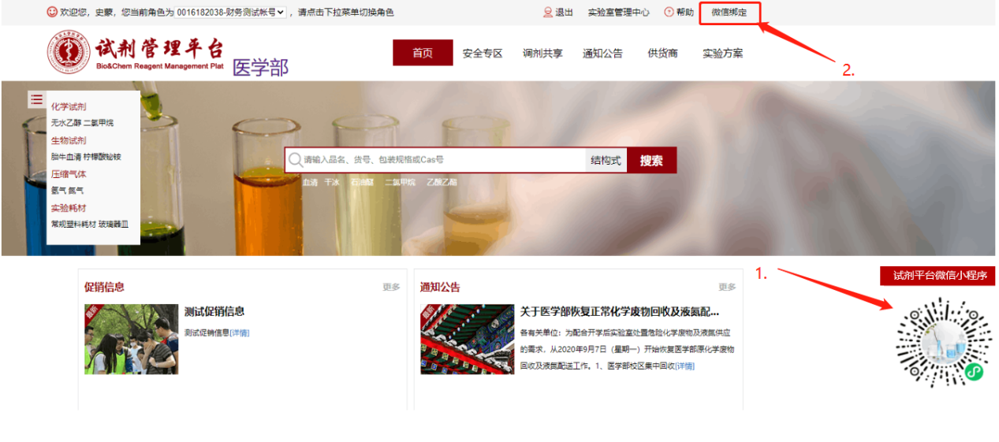 欢迎您，史蒙，您当前角色为 0016182038-财务测试帐号 ，请点击下拉菜单切换角色
退出 实验室管理中心 帮助 微信绑定
试剂管理平台
Bio&Chem Reagent Management Plat
医学部
首页 安全专区 调剂共享 通知公告 供货商 实验方案
2.
化学试剂
无水乙醇 二氯甲烷
生物试剂
胎牛血清 柠檬酸铋铵
压缩气体
氩气 氮气
实验耗材
常规塑料耗材 玻璃器皿
请输入品名、货号、包装规格或Cas号 结构式 搜索
血清 干冰 石油醚 二氯甲烷 乙酸乙酯
促销信息 更多
最新
测试促销信息
测试促销信息[详情]
通知公告 更多
最新
关于医学部恢复正常化学废物回收及液氮配...
各有关单位：为配合开学后实验室处置危险化学废物及液氮供应
的需求，从2020年9月7日（星期一）开始恢复医学部原化学废物
回收及液氮配送工作。1、医学部校区集中回收[详情]
1.
试剂平台微信小程序